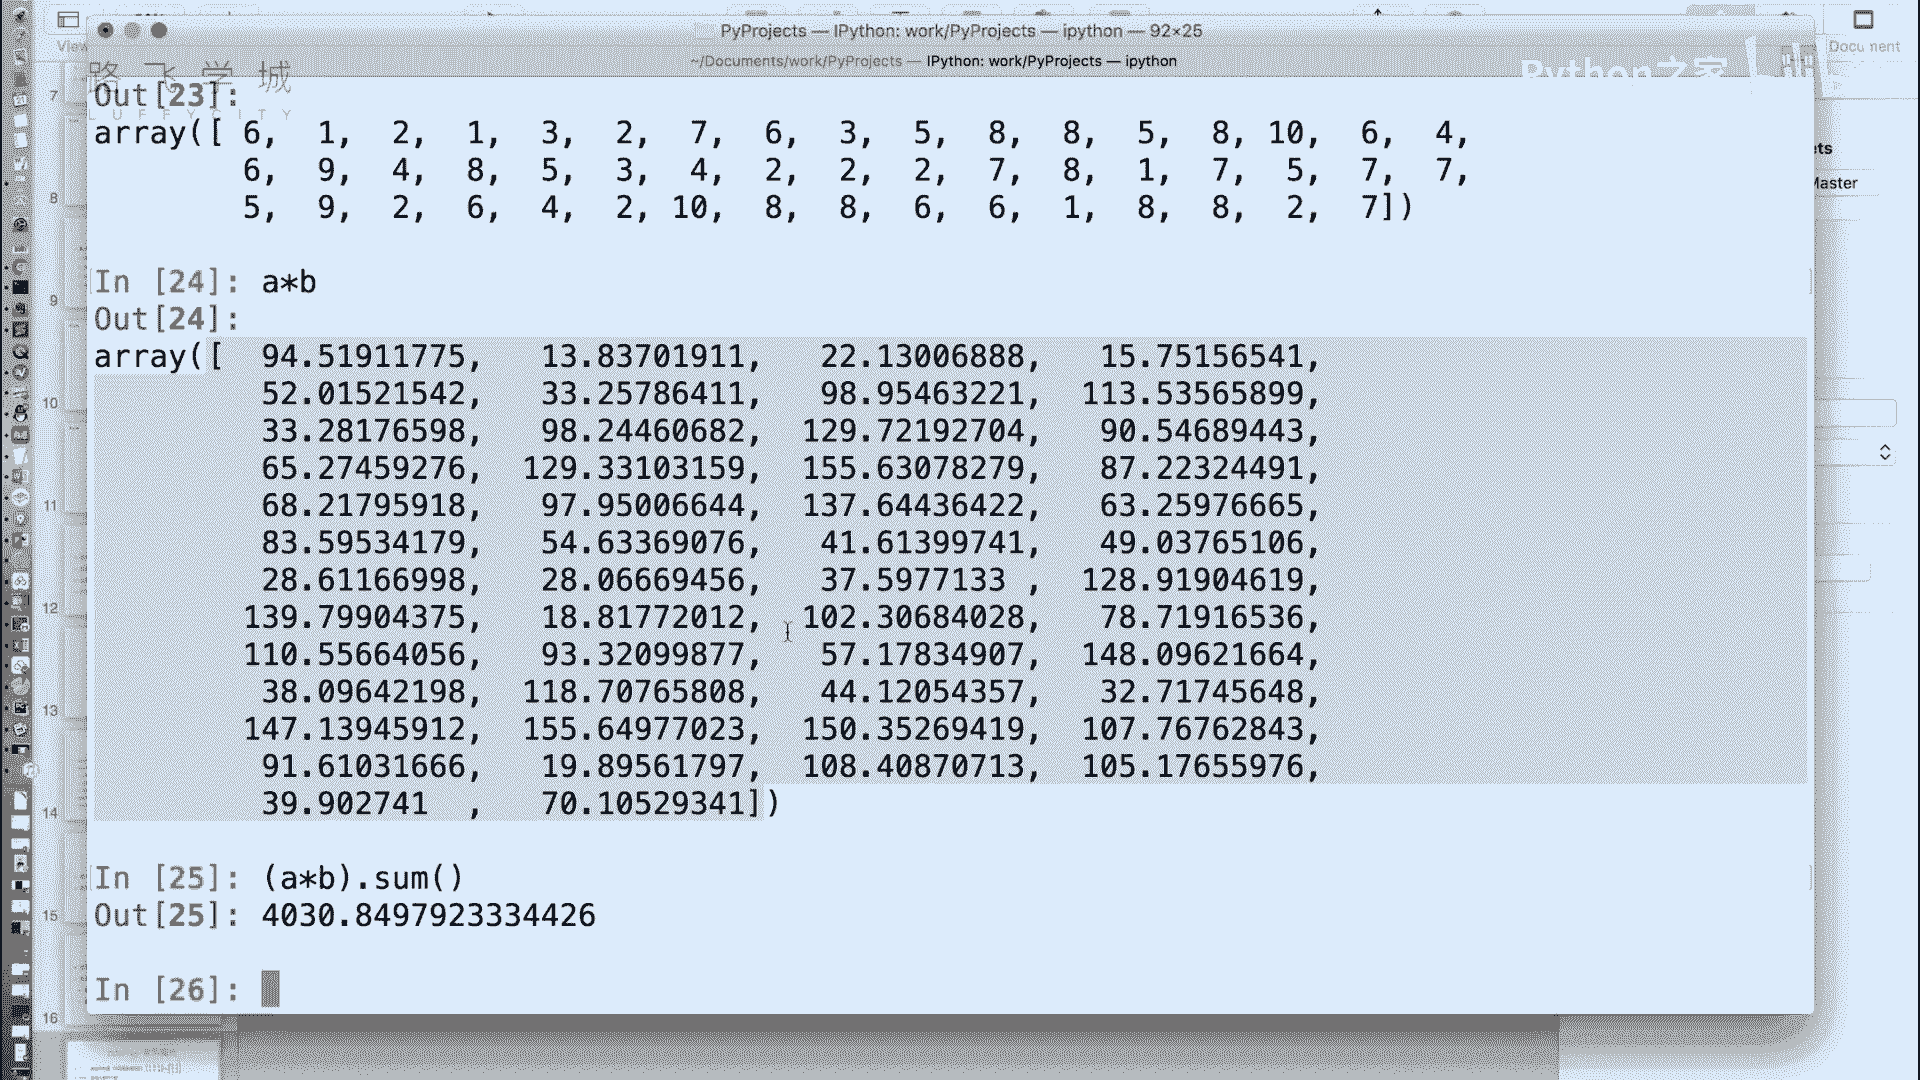 PyProjects — IPython: work/PyProjects — ipython — 92×25
~/Documents/work/PyProjects — IPython: work/PyProjects — ipython
View
Python之家
路飞学城
LUFFYCITY
Out[23]:
array([ 6,  1,  2,  1,  3,  2,  7,  6,  3,  5,  8,  8,  5,  8, 10,  6,  4,
        6,  9,  4,  8,  5,  3,  4,  2,  2,  2,  7,  8,  1,  7,  5,  7,  7,
        5,  9,  2,  6,  4,  2, 10,  8,  8,  6,  6,  1,  8,  8,  2,  7])
In [24]: a*b
Out[24]:
array([  94.51911775,   13.83701911,   22.13006888,   15.75156541,
         52.01521542,   33.25786411,   98.95463221,  113.53565899,
         33.28176598,   98.24460682,  129.72192704,   90.54689443,
         65.27459276,  129.33103159,  155.63078279,   87.22324491,
         68.21795918,   97.95006644,  137.64436422,   63.25976665,
         83.59534179,   54.63369076,   41.61399741,   49.03765106,
         28.61166998,   28.06669456,   37.5977133 ,  128.91904619,
        139.79904375,   18.81772012,  102.30684028,   78.71916536,
        110.55664056,   93.32099877,   57.17834907,  148.09621664,
         38.09642198,  118.70765808,   44.12054357,   32.71745648,
        147.13945912,  155.64977023,  150.35269419,  107.76762843,
         91.61031666,   19.89561797,  108.40870713,  105.17655976,
         39.902741  ,   70.10529341])
In [25]: (a*b).sum()
Out[25]: 4030.8497923334426
In [26]:
7
8
9
10
11
12
13
14
15
16